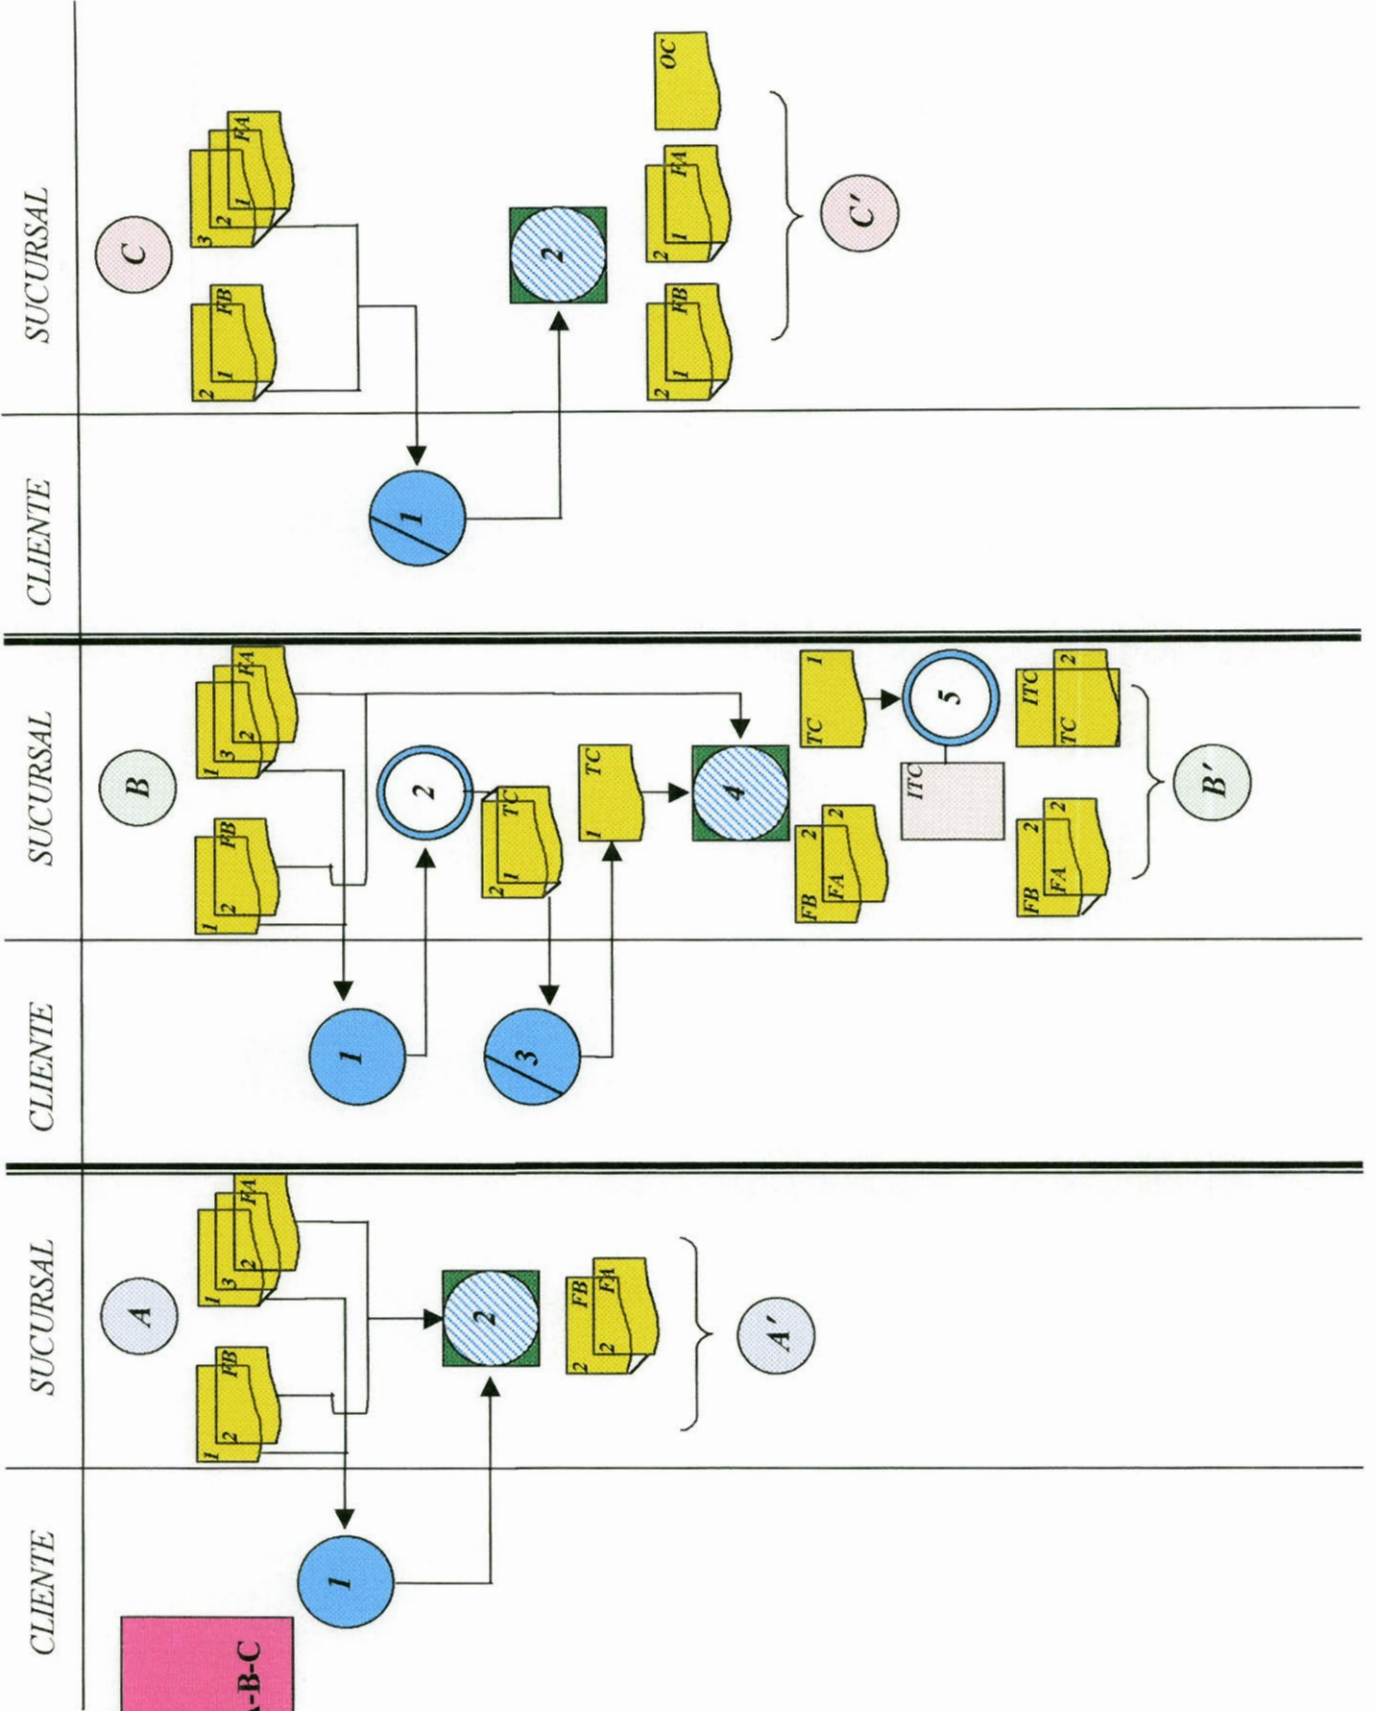 CLIENTE
SUCURSAL
CLIENTE
SUCURSAL
CLIENTE
SUCURSAL
-B-C
A
1
2 FB
1
3
2 FA
1
2
2 FB
2 FA
A'
B
1
2 FB
1
3
2 FA
1
2
2
1 TC
3
1 TC
4
FB 2
FA 2
TC 1
5
ITC
FB 2
FA 2
ITC
TC 2
B'
C
2
1 FB
3
2
1 FA
1
2
2
1 FB
2
1 FA
OC
C'